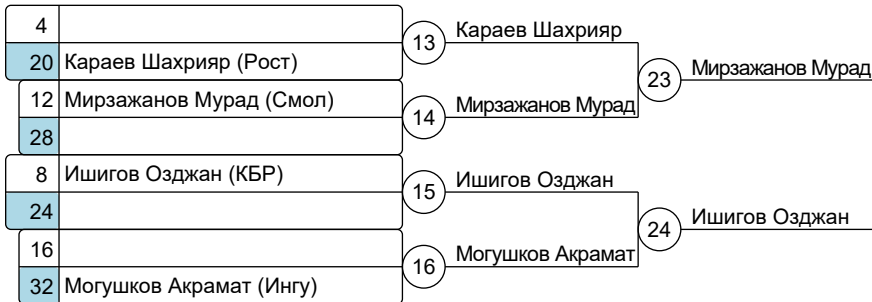 4
13 Караев Шахрияр
20 Караев Шахрияр (Рост)
23 Мирзажанов Мурад
12 Мирзажанов Мурад (Смол)
14 Мирзажанов Мурад
28
8 Ишигов Озджан (КБР)
15 Ишигов Озджан
24
24 Ишигов Озджан
16
16 Могушков Акрамат
32 Могушков Акрамат (Ингу)